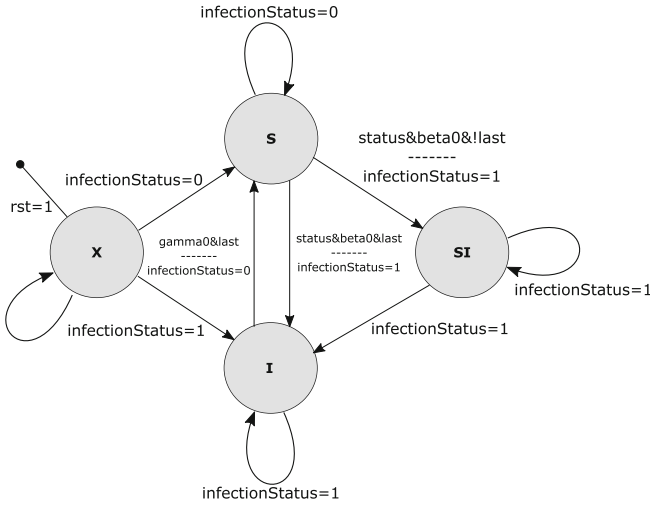 infectionStatus=0
S
status&beta0&!last
-------
infectionStatus=1
infectionStatus=0
rst=1
X
gamma0&last
-------
infectionStatus=0
status&beta0&last
-------
infectionStatus=1
SI
infectionStatus=1
infectionStatus=1
infectionStatus=1
I
infectionStatus=1